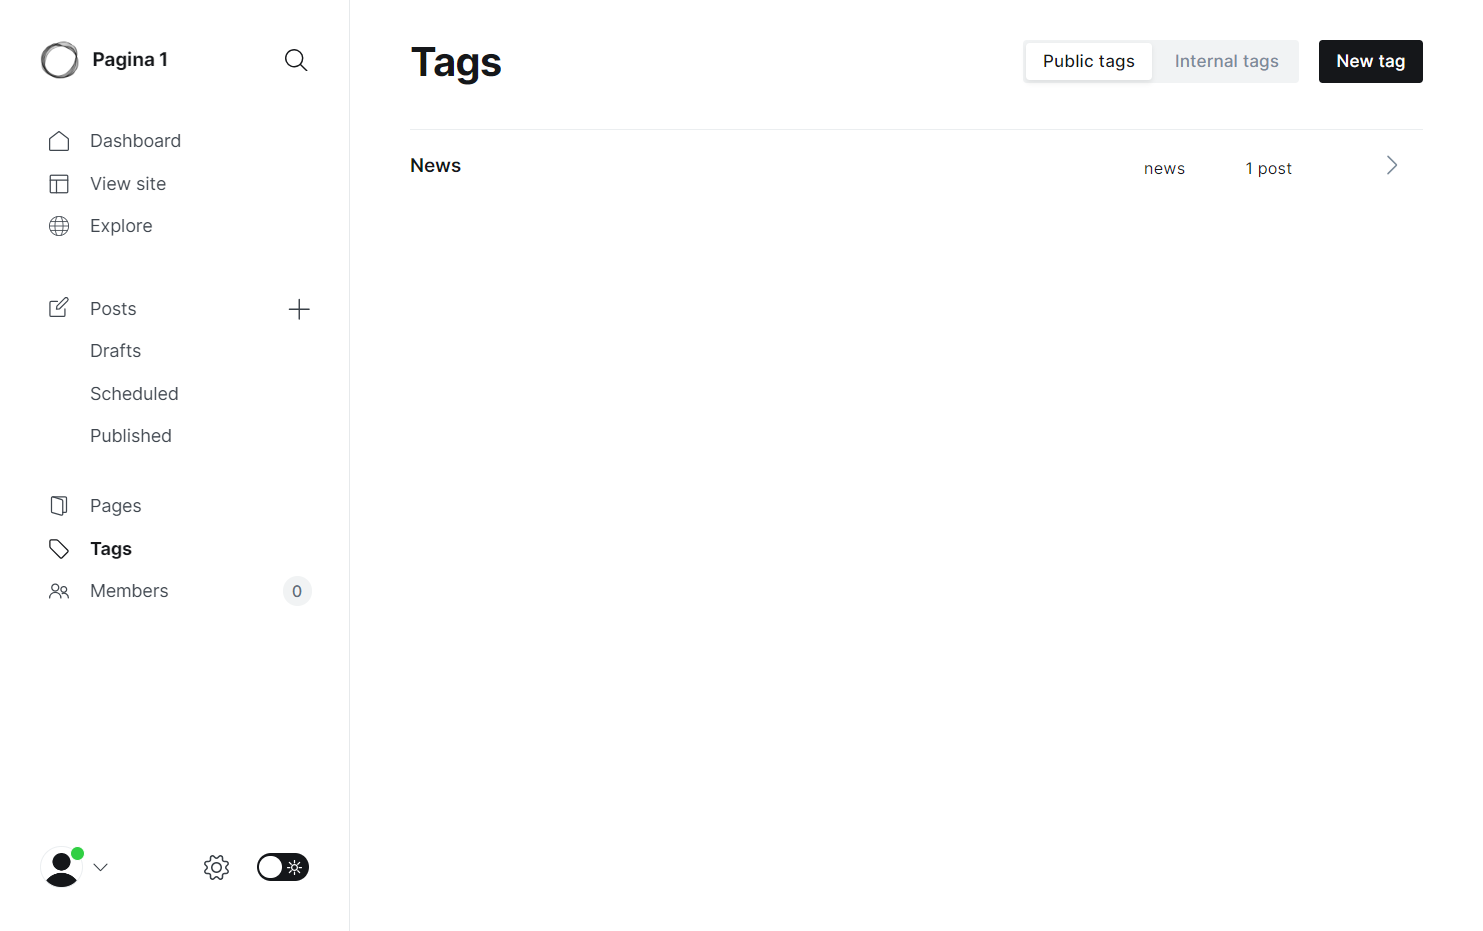 Pagina 1
Dashboard
View site
Explore
Posts
Drafts
Scheduled
Published
Pages
Tags
Members 0
Tags
Public tags Internal tags New tag
News news 1 post